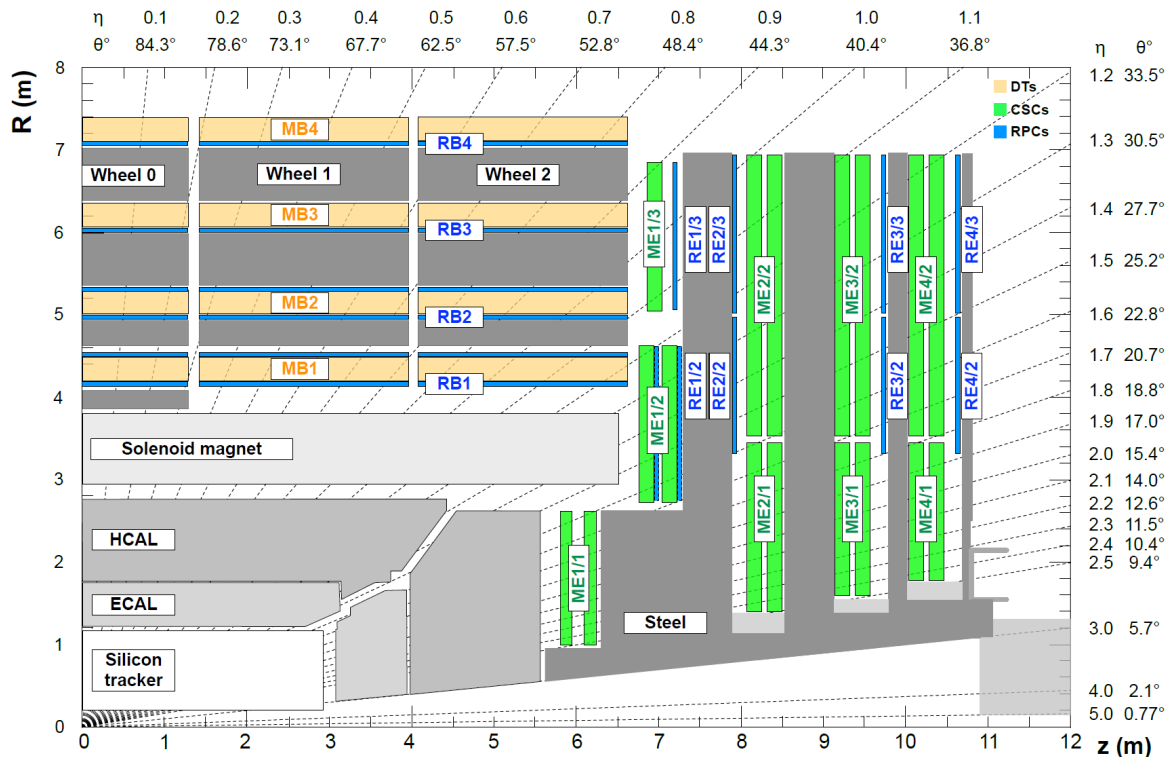 η 0.1 0.2 0.3 0.4 0.5 0.6 0.7 0.8 0.9 1.0 1.1
θ° 84.3° 78.6° 73.1° 67.7° 62.5° 57.5° 52.8° 48.4° 44.3° 40.4° 36.8° η θ°
R (m)
8
7
6
5
4
3
2
1
0
1.2 33.5°
1.3 30.5°
1.4 27.7°
1.5 25.2°
1.6 22.8°
1.7 20.7°
1.8 18.8°
1.9 17.0°
2.0 15.4°
2.1 14.0°
2.2 12.6°
2.3 11.5°
2.4 10.4°
2.5 9.4°
3.0 5.7°
4.0 2.1°
5.0 0.77°
DTs
CSCs
RPCs
MB4
RB4
Wheel 0 Wheel 1 Wheel 2
MB3
RB3
MB2
RB2
MB1
RB1
Solenoid magnet
HCAL
ECAL
Silicon
tracker
Steel
ME1/3
RE1/3
RE2/3
ME2/2
ME3/2
RE3/3
ME4/2
RE4/3
ME1/2
RE1/2
RE2/2
RE3/2
RE4/2
ME1/1
ME2/1
ME3/1
ME4/1
0 1 2 3 4 5 6 7 8 9 10 11 12
z (m)